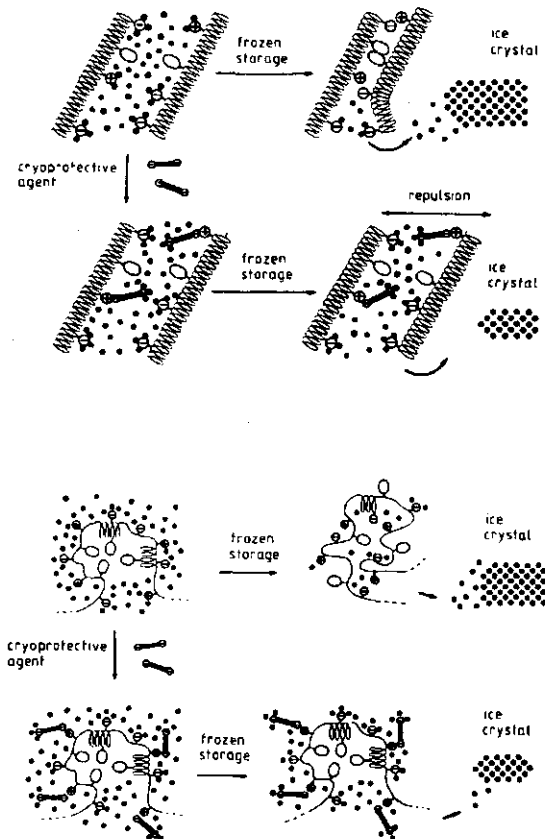 frozen
storage
ice
crystal
cryoprotective
agent
repulsion
frozen
storage
ice
crystal
frozen
storage
ice
crystal
cryoprotective
agent
frozen
storage
ice
crystal